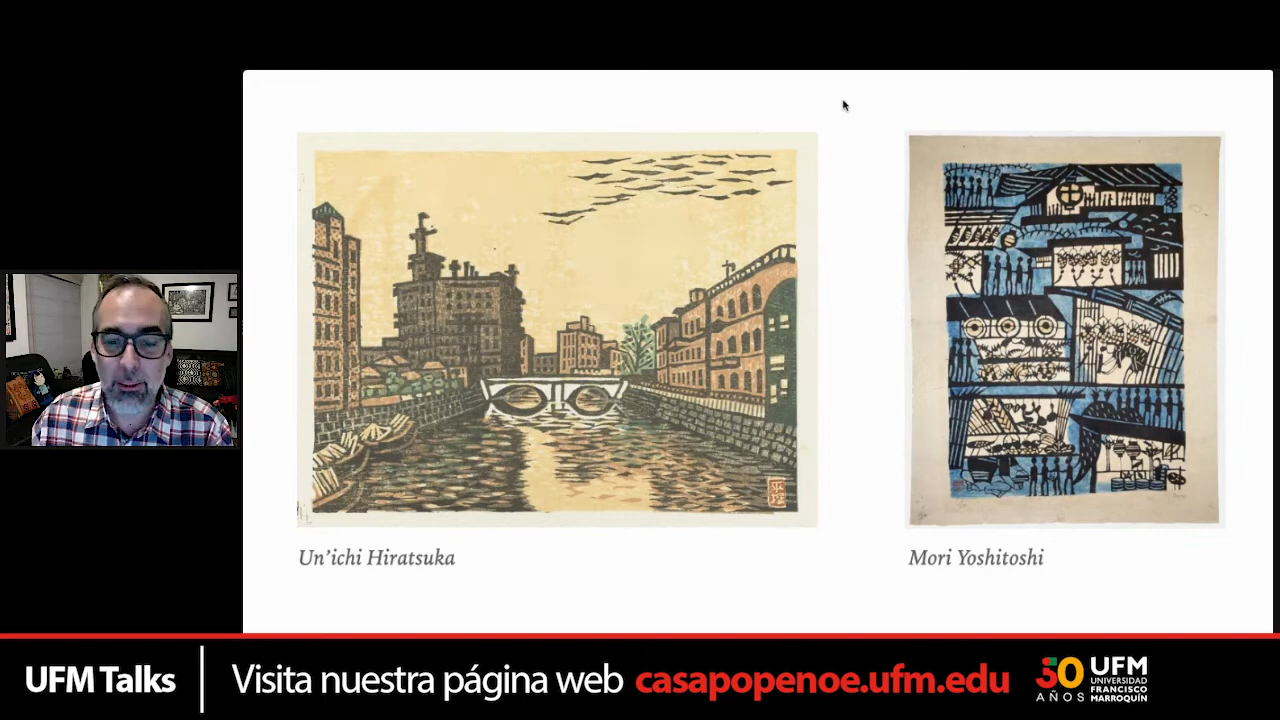 Un’ichi Hiratsuka
Mori Yoshitoshi
UFM Talks
Visita nuestra página web casapopenoe.ufm.edu
50
AÑOS
UFM
UNIVERSIDAD
FRANCISCO
MARROQUÍN